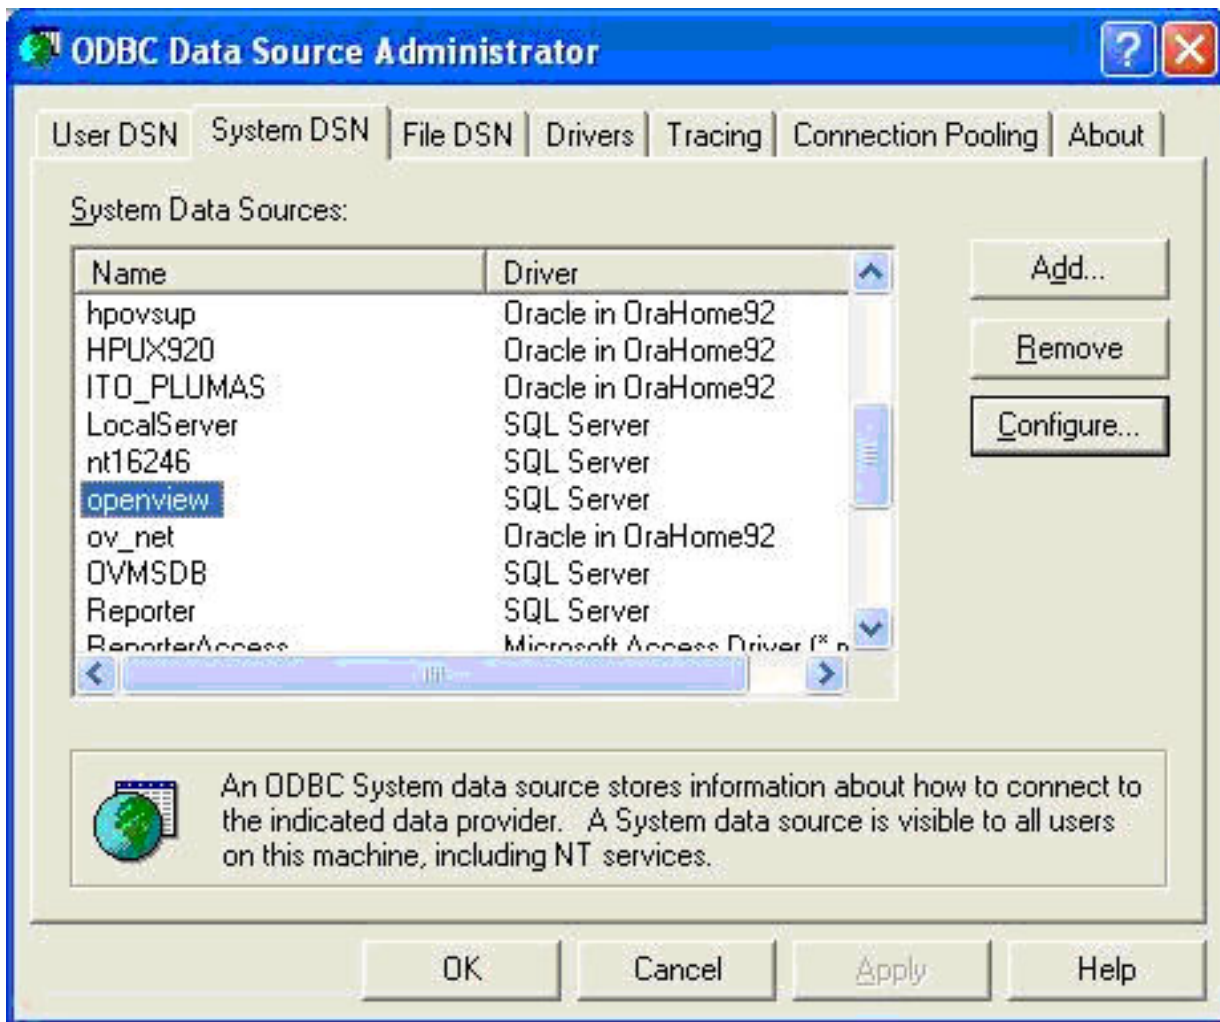 ODBC Data Source Administrator
User DSN System DSN File DSN Drivers Tracing Connection Pooling About
System Data Sources:
Name Driver
hpovsup Oracle in OraHome92
HPUX920 Oracle in OraHome92
ITO_PLUMAS Oracle in OraHome92
LocalServer SQL Server
nt16246 SQL Server
openview SQL Server
ov_net Oracle in OraHome92
OVMSDB SQL Server
Reporter SQL Server
ReporterAccess Microsoft Access Driver (*
Add...
Remove
Configure...
An ODBC System data source stores information about how to connect to
the indicated data provider. A System data source is visible to all users
on this machine, including NT services.
OK Cancel Apply Help